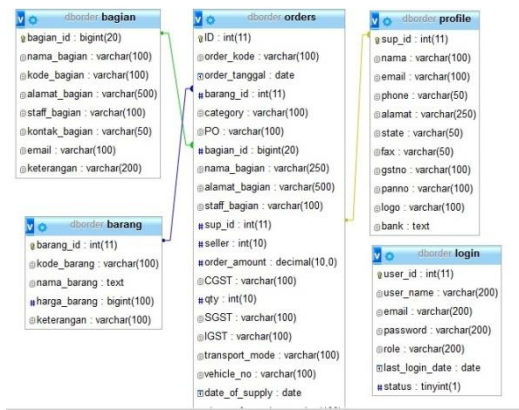 dborder bagian
bagian_id : bigint(20)
nama_bagian : varchar(100)
kode_bagian : varchar(100)
alamat_bagian : varchar(500)
staff_bagian : varchar(100)
kontak_bagian : varchar(50)
email : varchar(100)
keterangan : varchar(200)
dborder barang
barang_id : int(11)
kode_barang : varchar(100)
nama_barang : text
harga_barang : bigint(100)
keterangan : varchar(100)
dborder orders
ID : int(11)
order_kode : varchar(100)
order_tanggal : date
barang_id : int(11)
category : varchar(100)
PO : varchar(100)
bagian_id : bigint(20)
nama_bagian : varchar(250)
alamat_bagian : varchar(500)
staff_bagian : varchar(100)
sup_id : int(11)
seller : int(10)
order_amount : decimal(10,0)
CGST : varchar(100)
qty : int(10)
SGST : varchar(100)
IGST : varchar(100)
transport_mode : varchar(100)
vehicle_no : varchar(100)
date_of_supply : date
dborder profile
sup_id : int(11)
nama : varchar(100)
email : varchar(100)
phone : varchar(50)
alamat : varchar(250)
state : varchar(50)
fax : varchar(50)
gstno : varchar(100)
panno : varchar(100)
logo : varchar(100)
bank : text
dborder login
user_id : int(11)
user_name : varchar(200)
email : varchar(200)
password : varchar(200)
role : varchar(200)
last_login_date : date
status : tinyint(1)